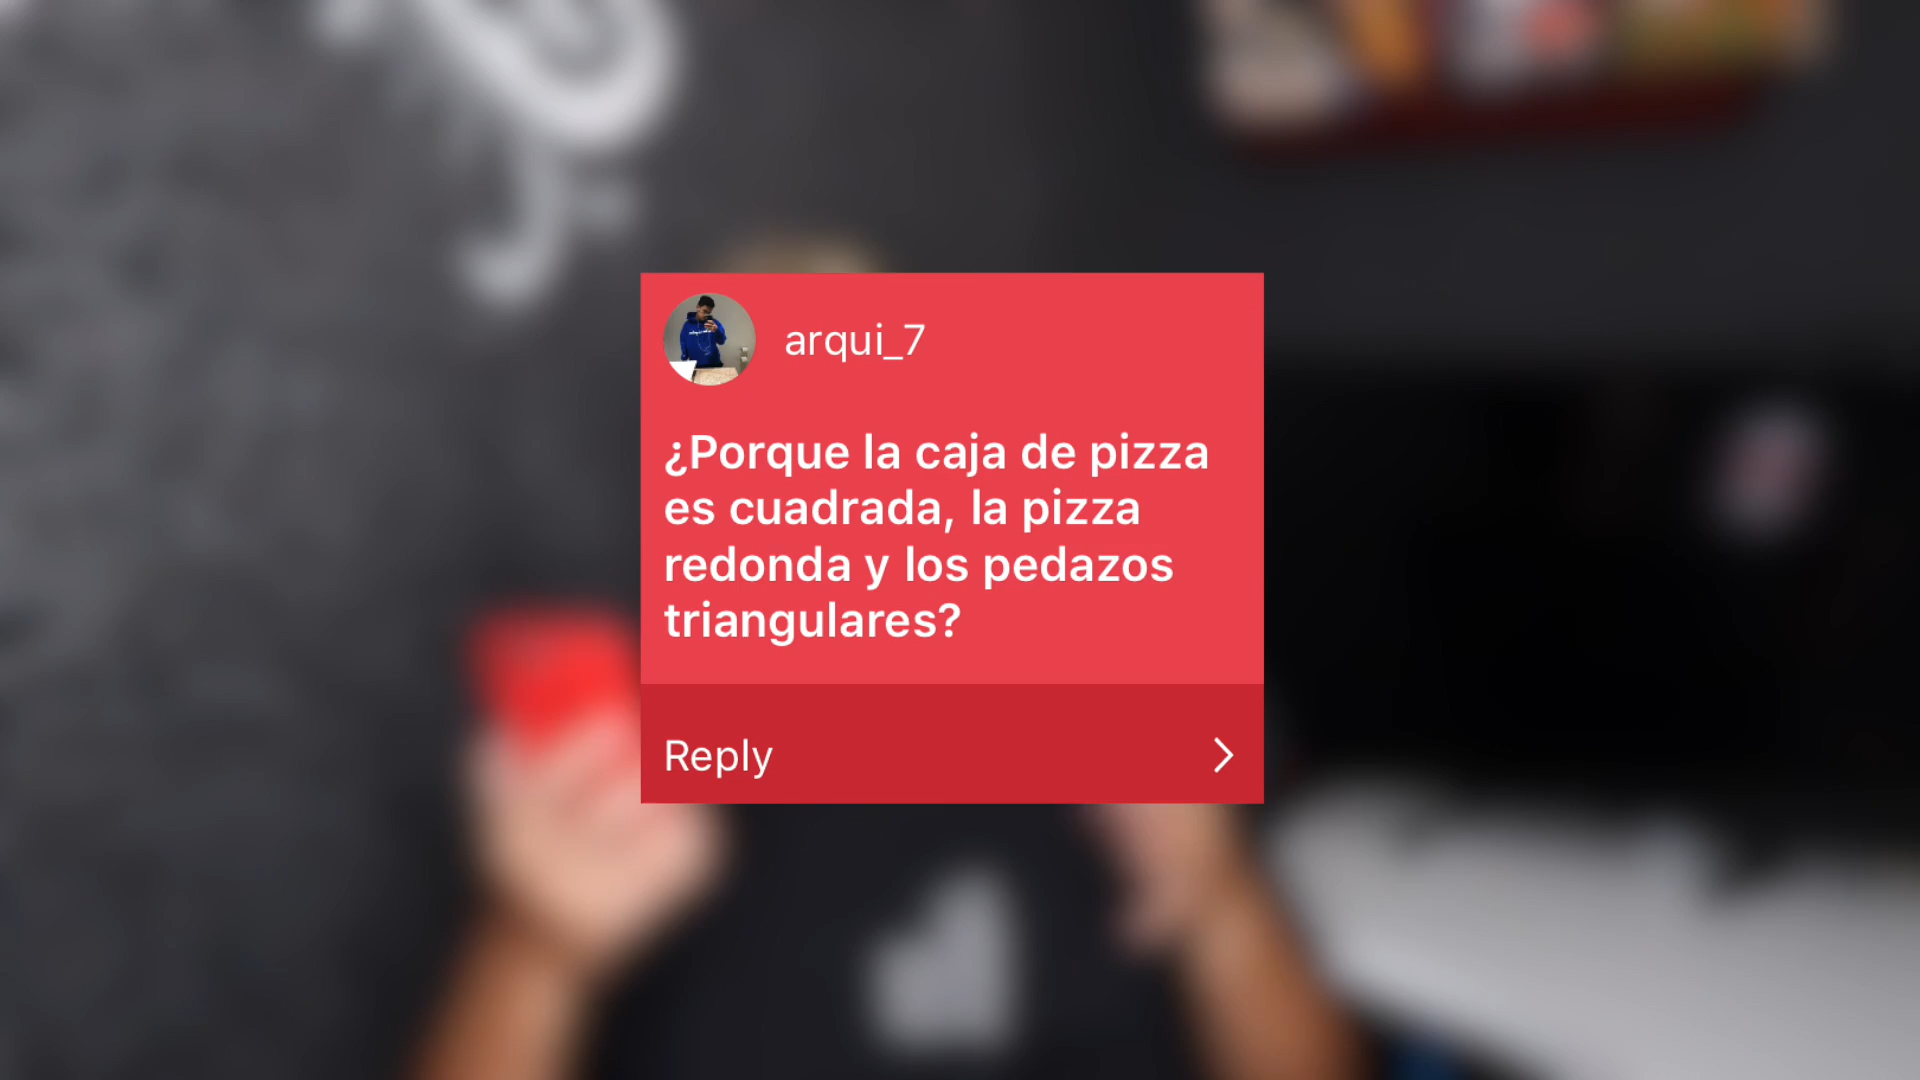 arqui_7
¿Porque la caja de pizza
es cuadrada, la pizza
redonda y los pedazos
triangulares?
Reply